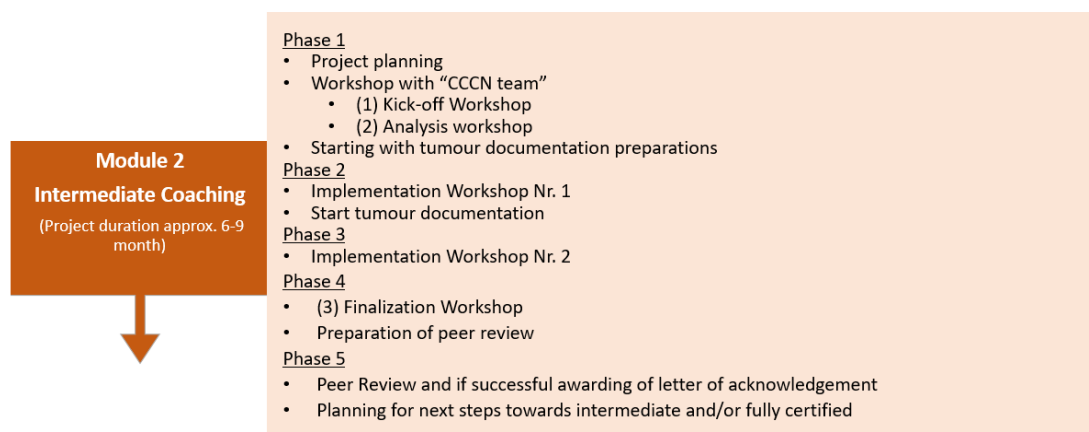 Module 2
Intermediate Coaching
(Project duration approx. 6-9
month)
Phase 1
• Project planning
• Workshop with “CCCN team”
• (1) Kick-off Workshop
• (2) Analysis workshop
• Starting with tumour documentation preparations
Phase 2
• Implementation Workshop Nr. 1
• Start tumour documentation
Phase 3
• Implementation Workshop Nr. 2
Phase 4
• (3) Finalization Workshop
• Preparation of peer review
Phase 5
• Peer Review and if successful awarding of letter of acknowledgement
• Planning for next steps towards intermediate and/or fully certified